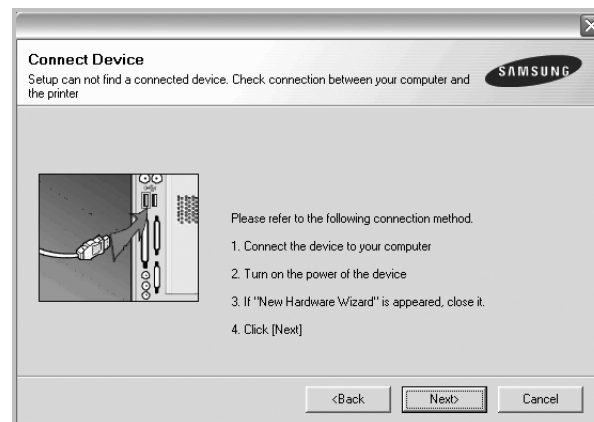 Connect Device
Setup can not find a connected device. Check connection between your computer and
the printer
SAMSUNG
Please refer to the following connection method.
1. Connect the device to your computer
2. Turn on the power of the device
3. If "New Hardware Wizard" is appeared, close it.
4. Click [Next]
<Back
Next>
Cancel